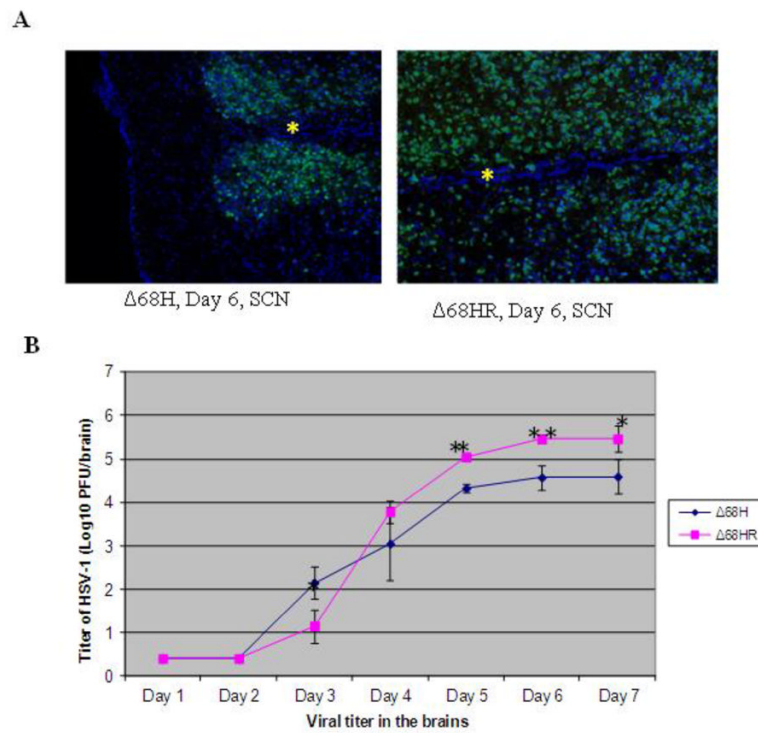 A
Δ68H, Day 6, SCN
Δ68HR, Day 6, SCN
B
Titer of HSV-1 (Log10 PFU/brain)
7
6
5
4
3
2
1
0
* *
* *
*
*
Day 1 Day 2 Day 3 Day 4 Day 5 Day 6 Day 7
Viral titer in the brains
Δ68H
Δ68HR